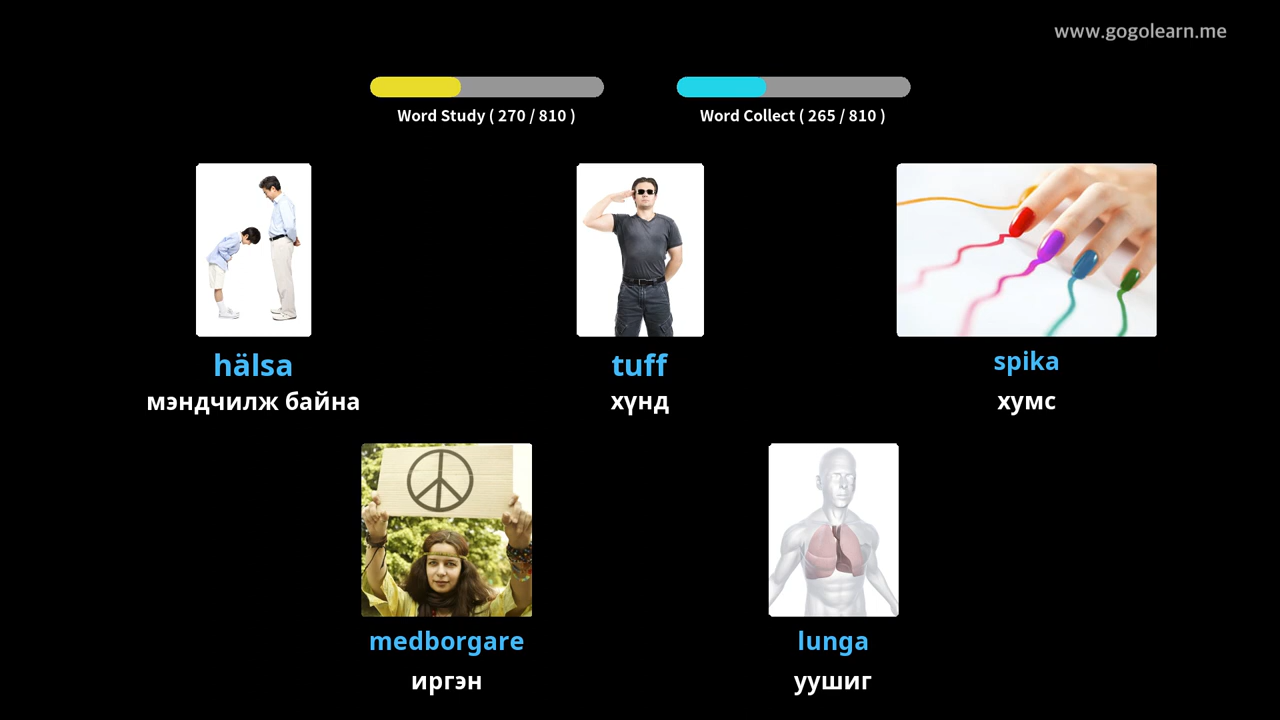 www.gogolearn.me
Word Study ( 270 / 810 )
Word Collect ( 265 / 810 )
hälsa
мэндчилж байна
tuff
хүнд
spika
хумс
medborgare
иргэн
lunga
уушиг